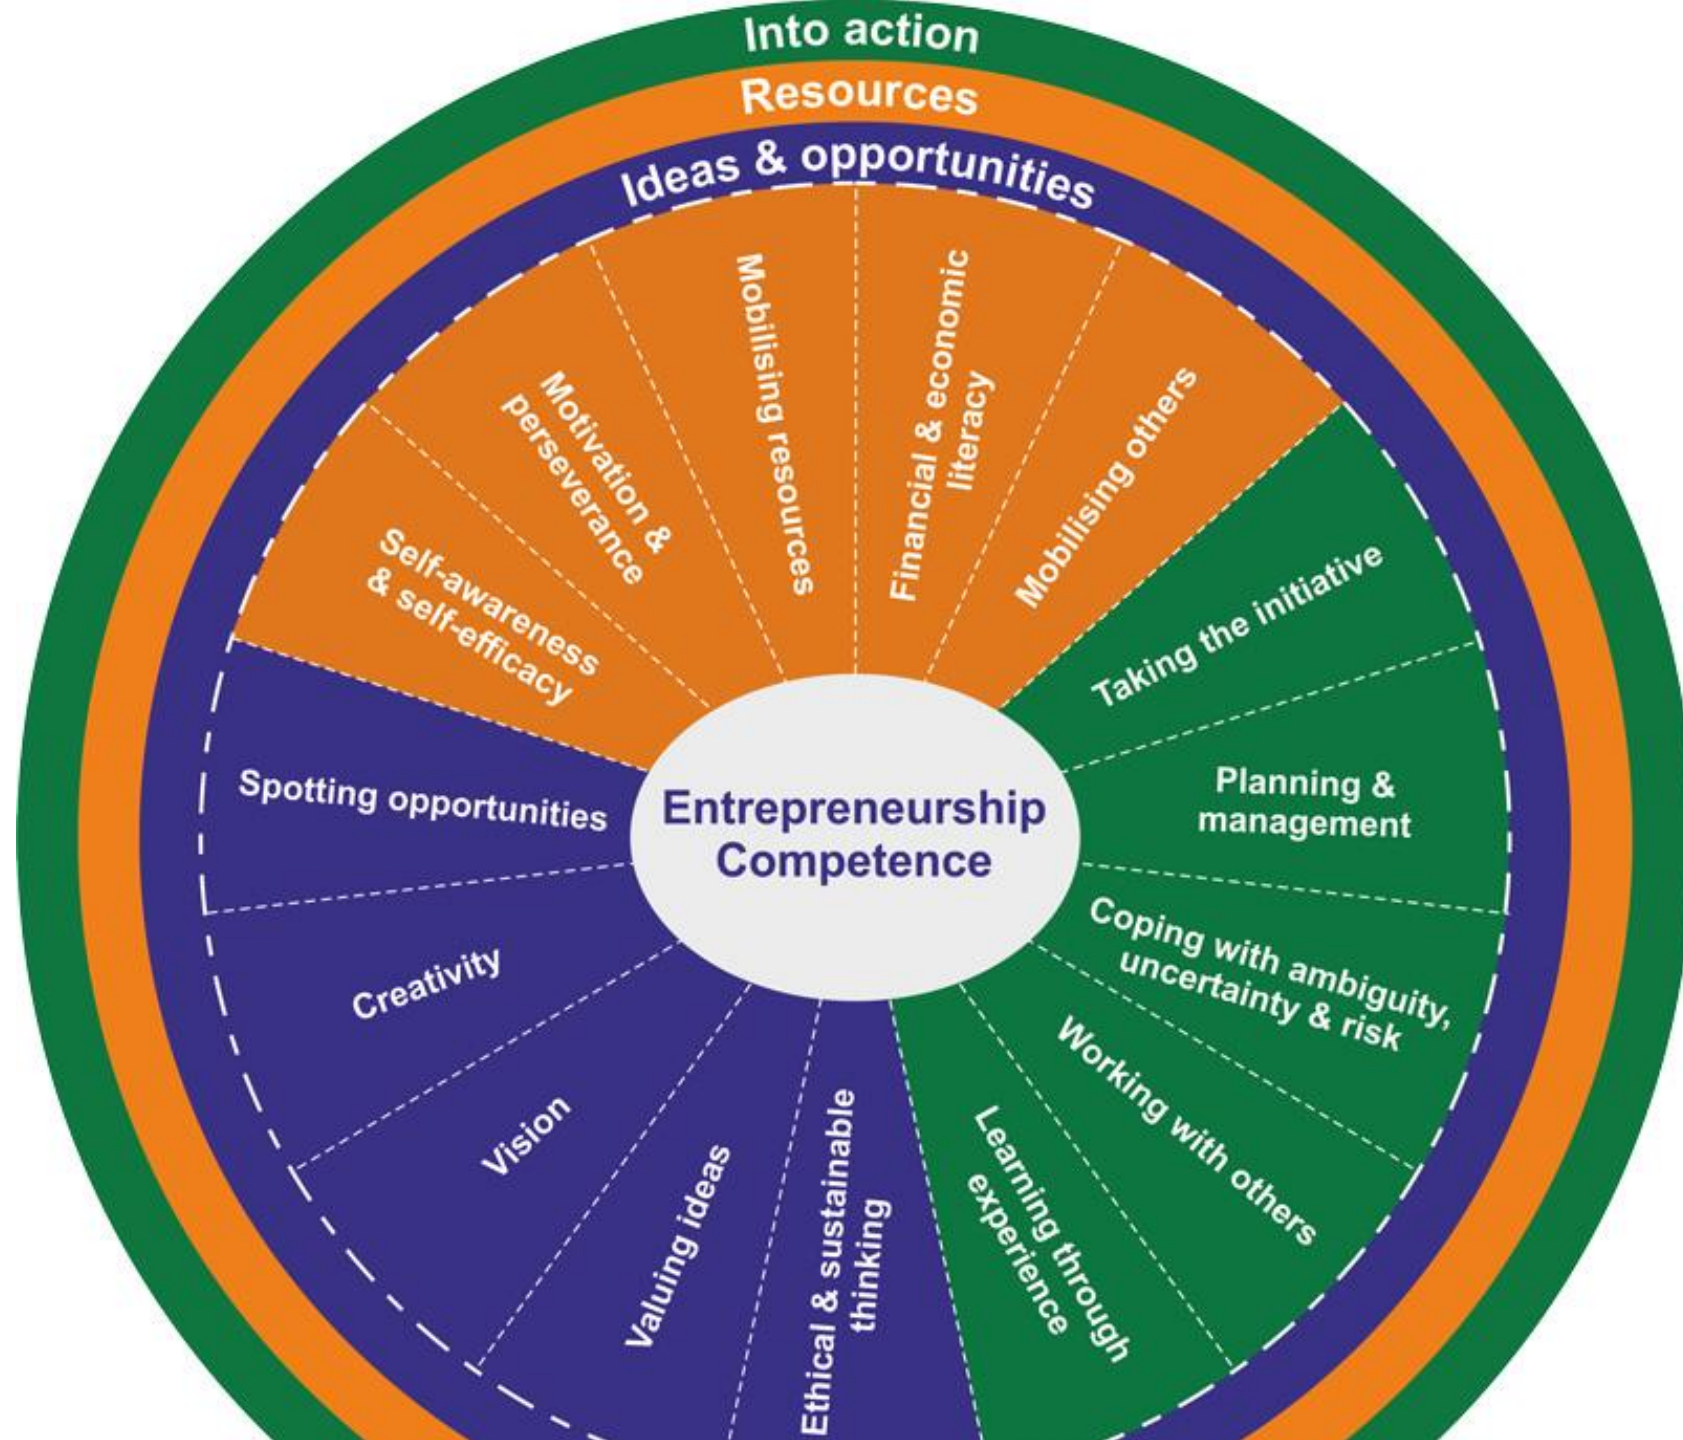 Into action
Resources
Ideas & opportunities
Mobilising resources
Financial & economic
literacy
Mobilising others
Motivation &
perseverance
Self-awareness
& self-efficacy
Taking the initiative
Planning &
management
Spotting opportunities
Entrepreneurship
Competence
Coping with ambiguity,
uncertainty & risk
Creativity
Working with others
Vision
Valuing ideas
Ethical & sustainable
thinking
Learning through
experience